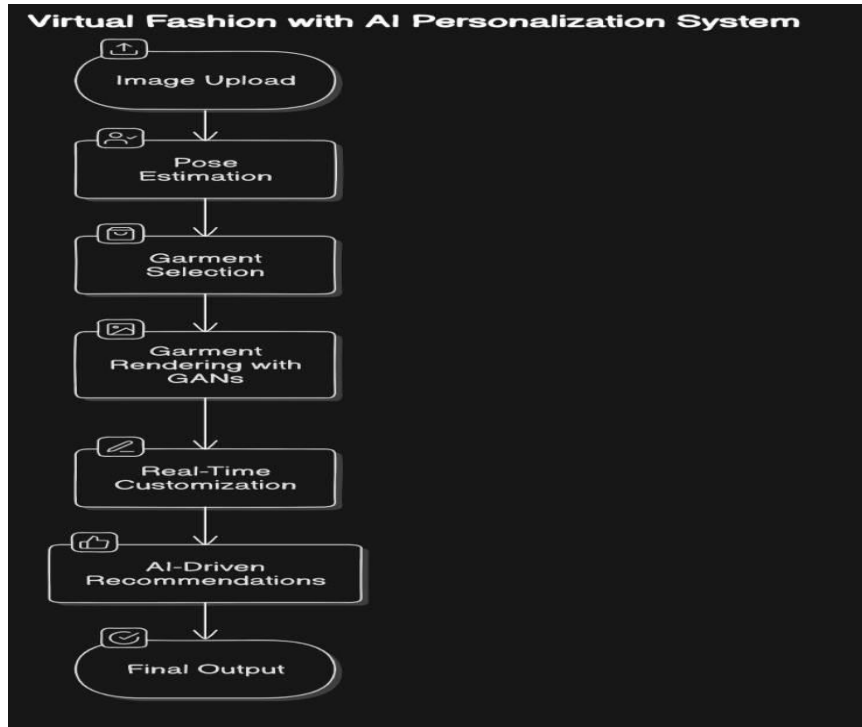 Virtual Fashion with AI Personalization System
Image Upload
Pose
Estimation
Garment
Selection
Garment
Rendering with
GANs
Real-Time
Customization
AI-Driven
Recommendations
Final Output